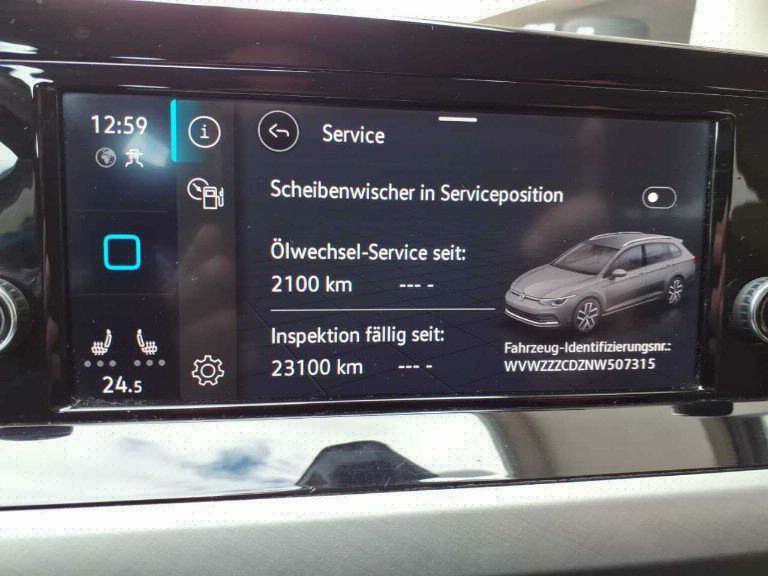 12:59
Service
Scheibenwischer in Serviceposition
Ölwechsel-Service seit:
2100 km --- -
Inspektion fällig seit:
23100 km --- -
Fahrzeug-Identifizierungsnr.:
WVWZZZCDZNW507315
24.5